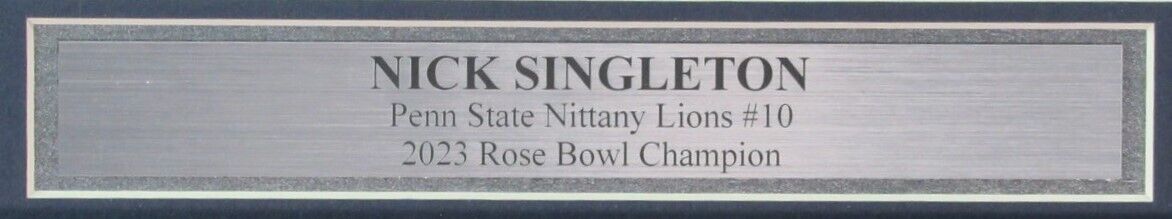 NICK SINGLETON
Penn State Nittany Lions #10
2023 Rose Bowl Champion